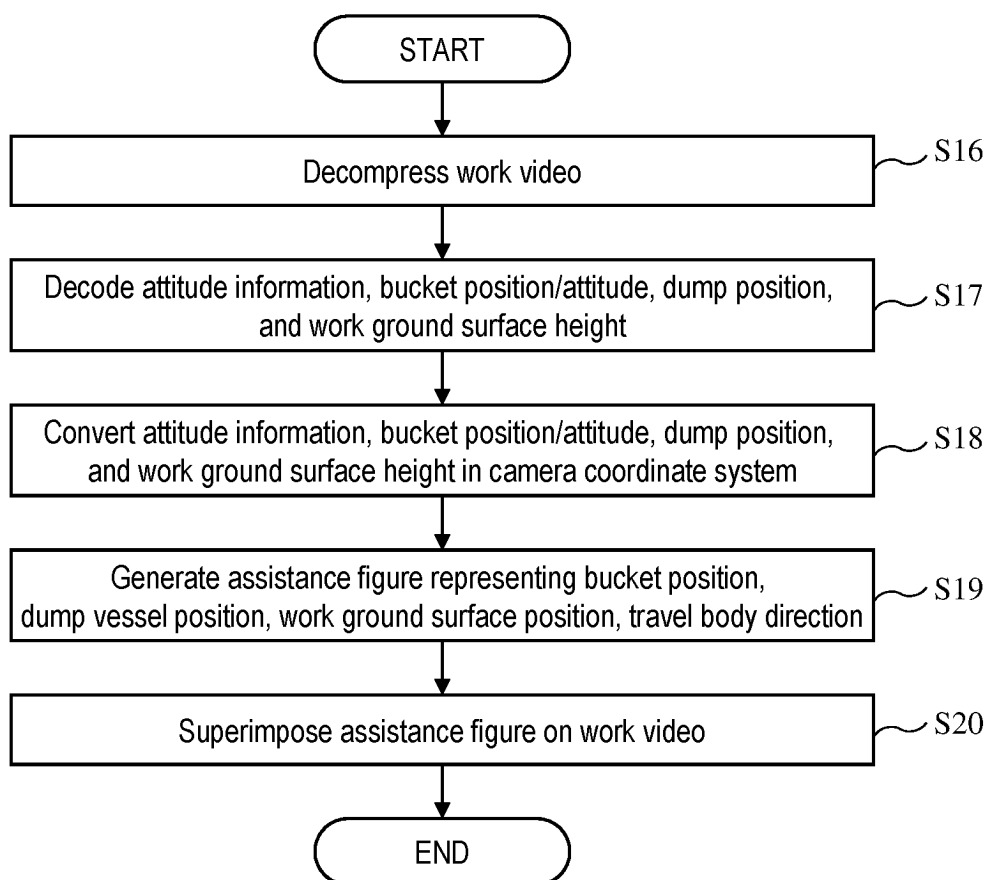 START
Decompress work video
S16
Decode attitude information, bucket position/attitude, dump position,
and work ground surface height
S17
Convert attitude information, bucket position/attitude, dump position,
and work ground surface height in camera coordinate system
S18
Generate assistance figure representing bucket position,
dump vessel position, work ground surface position, travel body direction
S19
Superimpose assistance figure on work video
S20
END